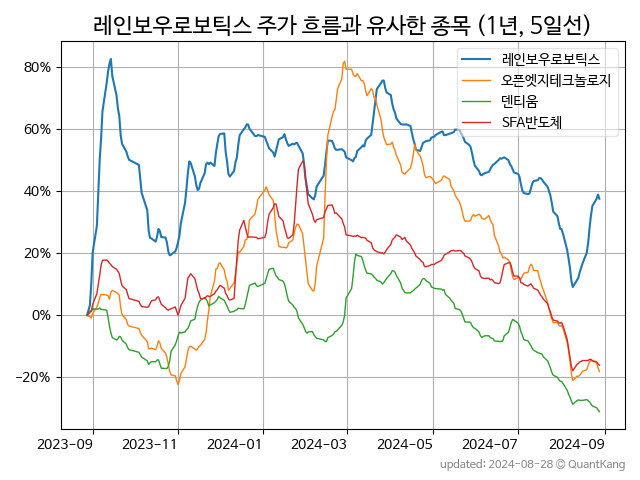 레인보우로보틱스 주가 흐름과 유사한 종목 (1년, 5일선)
레인보우로보틱스
오픈엣지테크놀로지
덴티움
SFA반도체
80%
60%
40%
20%
0%
−20%
2023-09 2023-11 2024-01 2024-03 2024-05 2024-07 2024-09
updated: 2024-08-28 © QuantKang